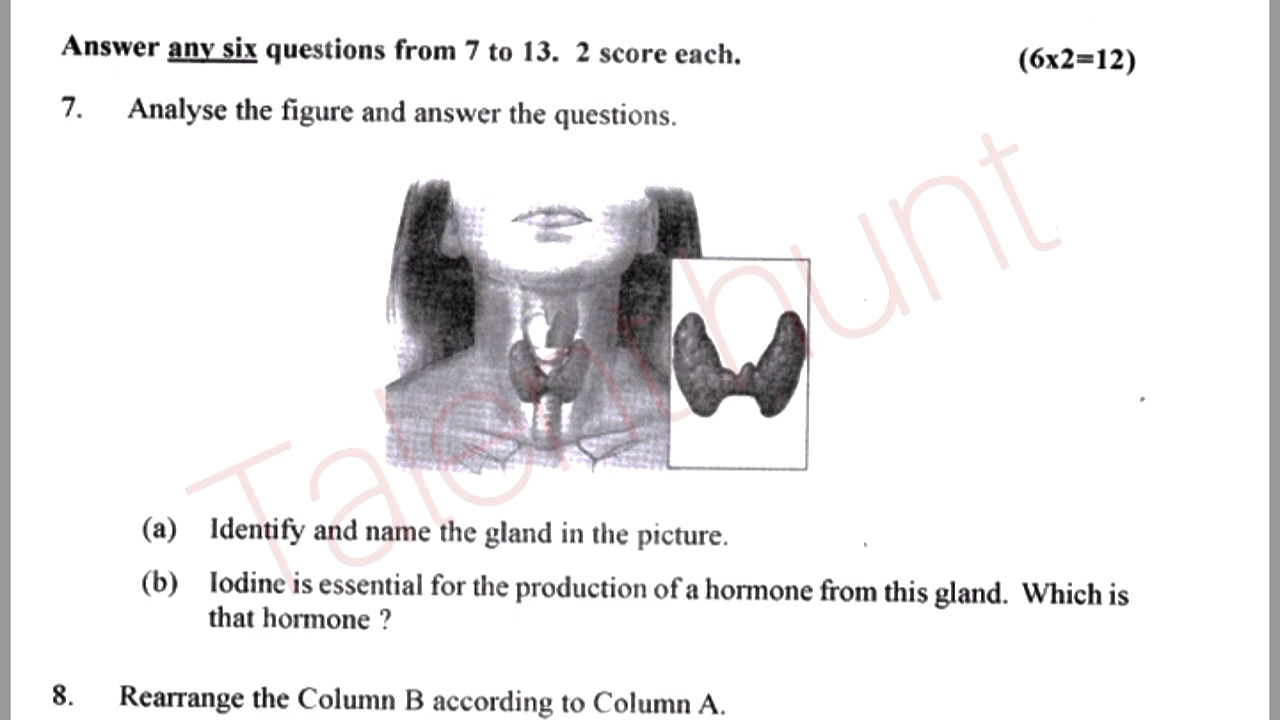 Answer any six questions from 7 to 13. 2 score each. (6x2=12)
7. Analyse the figure and answer the questions.
Talenthunt
(a) Identify and name the gland in the picture.
(b) Iodine is essential for the production of a hormone from this gland. Which is
that hormone ?
8. Rearrange the Column B according to Column A.